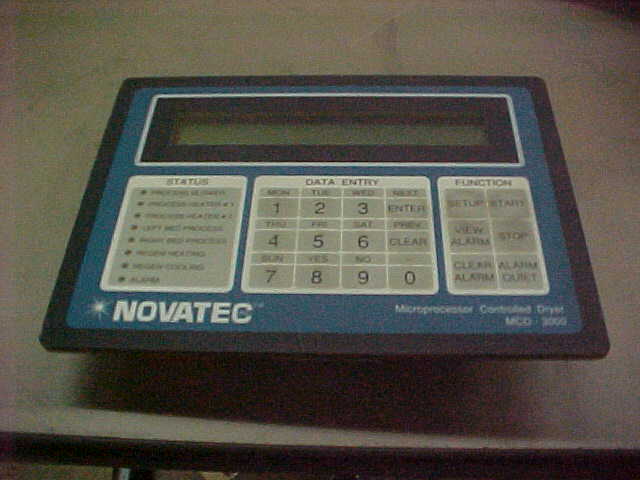 STATUS
PROCESS BLOWER
PROCESS HEATER #1
PROCESS HEATER #2
LEFT BED PROCESS
RIGHT BED PROCESS
REGEN HEATING
REGEN COOLING
ALARM
DATA ENTRY
MON TUE WED NEXT
1 2 3 ENTER
THU FRI SAT PREV
4 5 6 CLEAR
SUN YES NO
7 8 9 0
FUNCTION
SETUP START
VIEW ALARM STOP
CLEAR ALARM ALARM QUIET
NOVATEC
Microprocessor Controlled Dryer
MCD - 3000